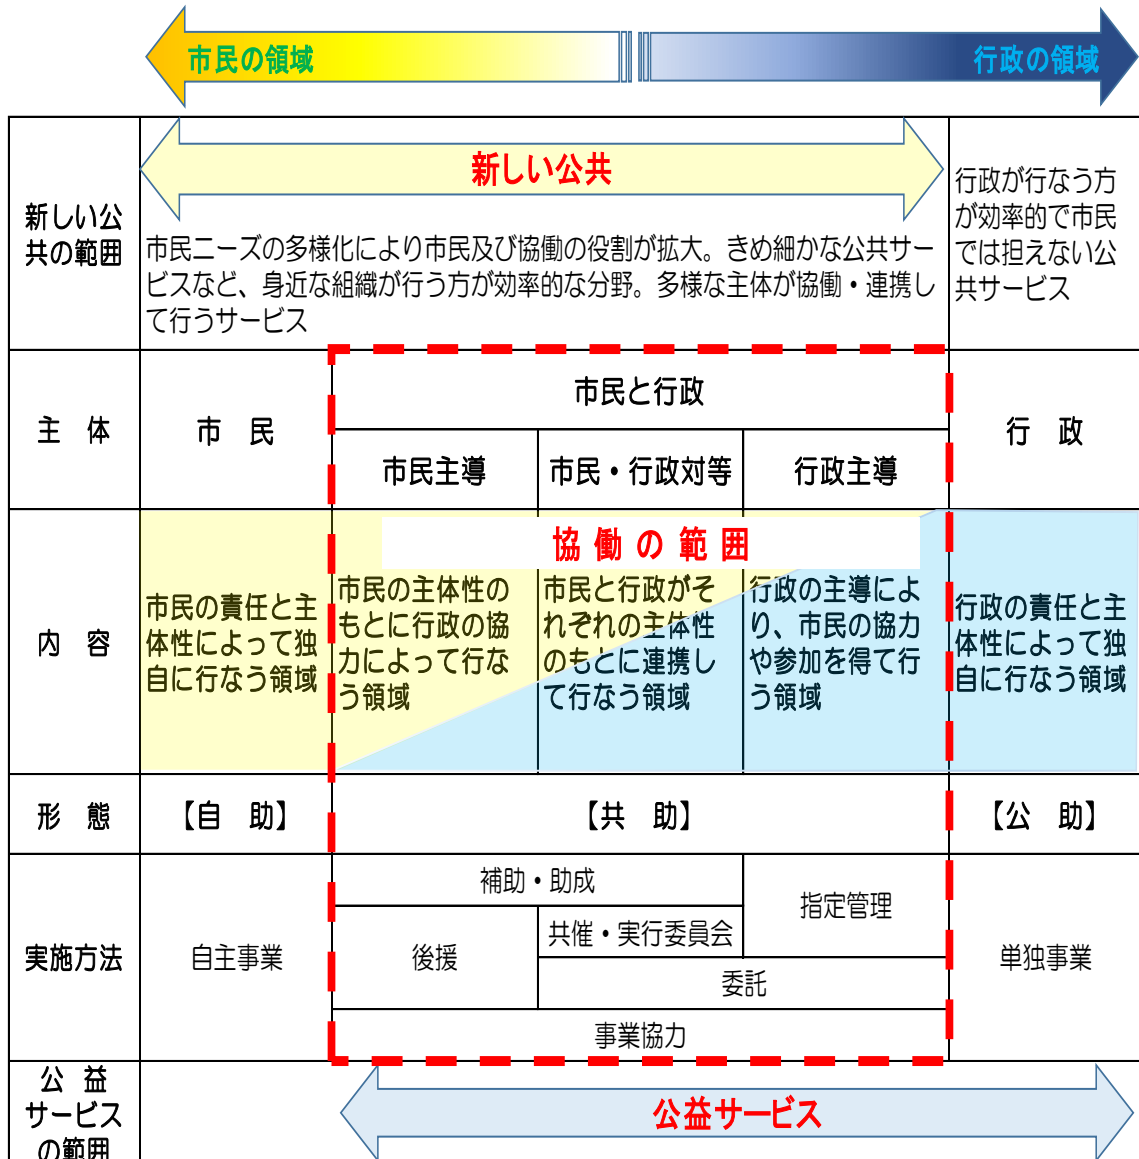 市民の領域
行政の領域
新しい公
共の範囲
新しい公共
市民ニーズの多様化により市民及び協働の役割が拡大。きめ細かな公共サー
ビスなど、身近な組織が行う方が効率的な分野。多様な主体が協働・連携し
て行うサービス
行政が行なう方
が効率的で市民
では担えない公
共サービス
主　体
市　民
市民と行政
市民主導
市民・行政対等
行政主導
行　政
協働の範囲
内　容
市民の責任と主
体性によって独
自に行なう領域
市民の主体性の
もとに行政の協
力によって行な
う領域
市民と行政がそ
れぞれの主体性
のもとに連携し
て行なう領域
行政の主導によ
り、市民の協力
や参加を得て行
う領域
行政の責任と主
体性によって独
自に行なう領域
形　態
【自　助】
【共　助】
【公　助】
実施方法
自主事業
補助・助成
後援
共催・実行委員会
指定管理
委託
事業協力
単独事業
公　益
サービス
の範囲
公益サービス